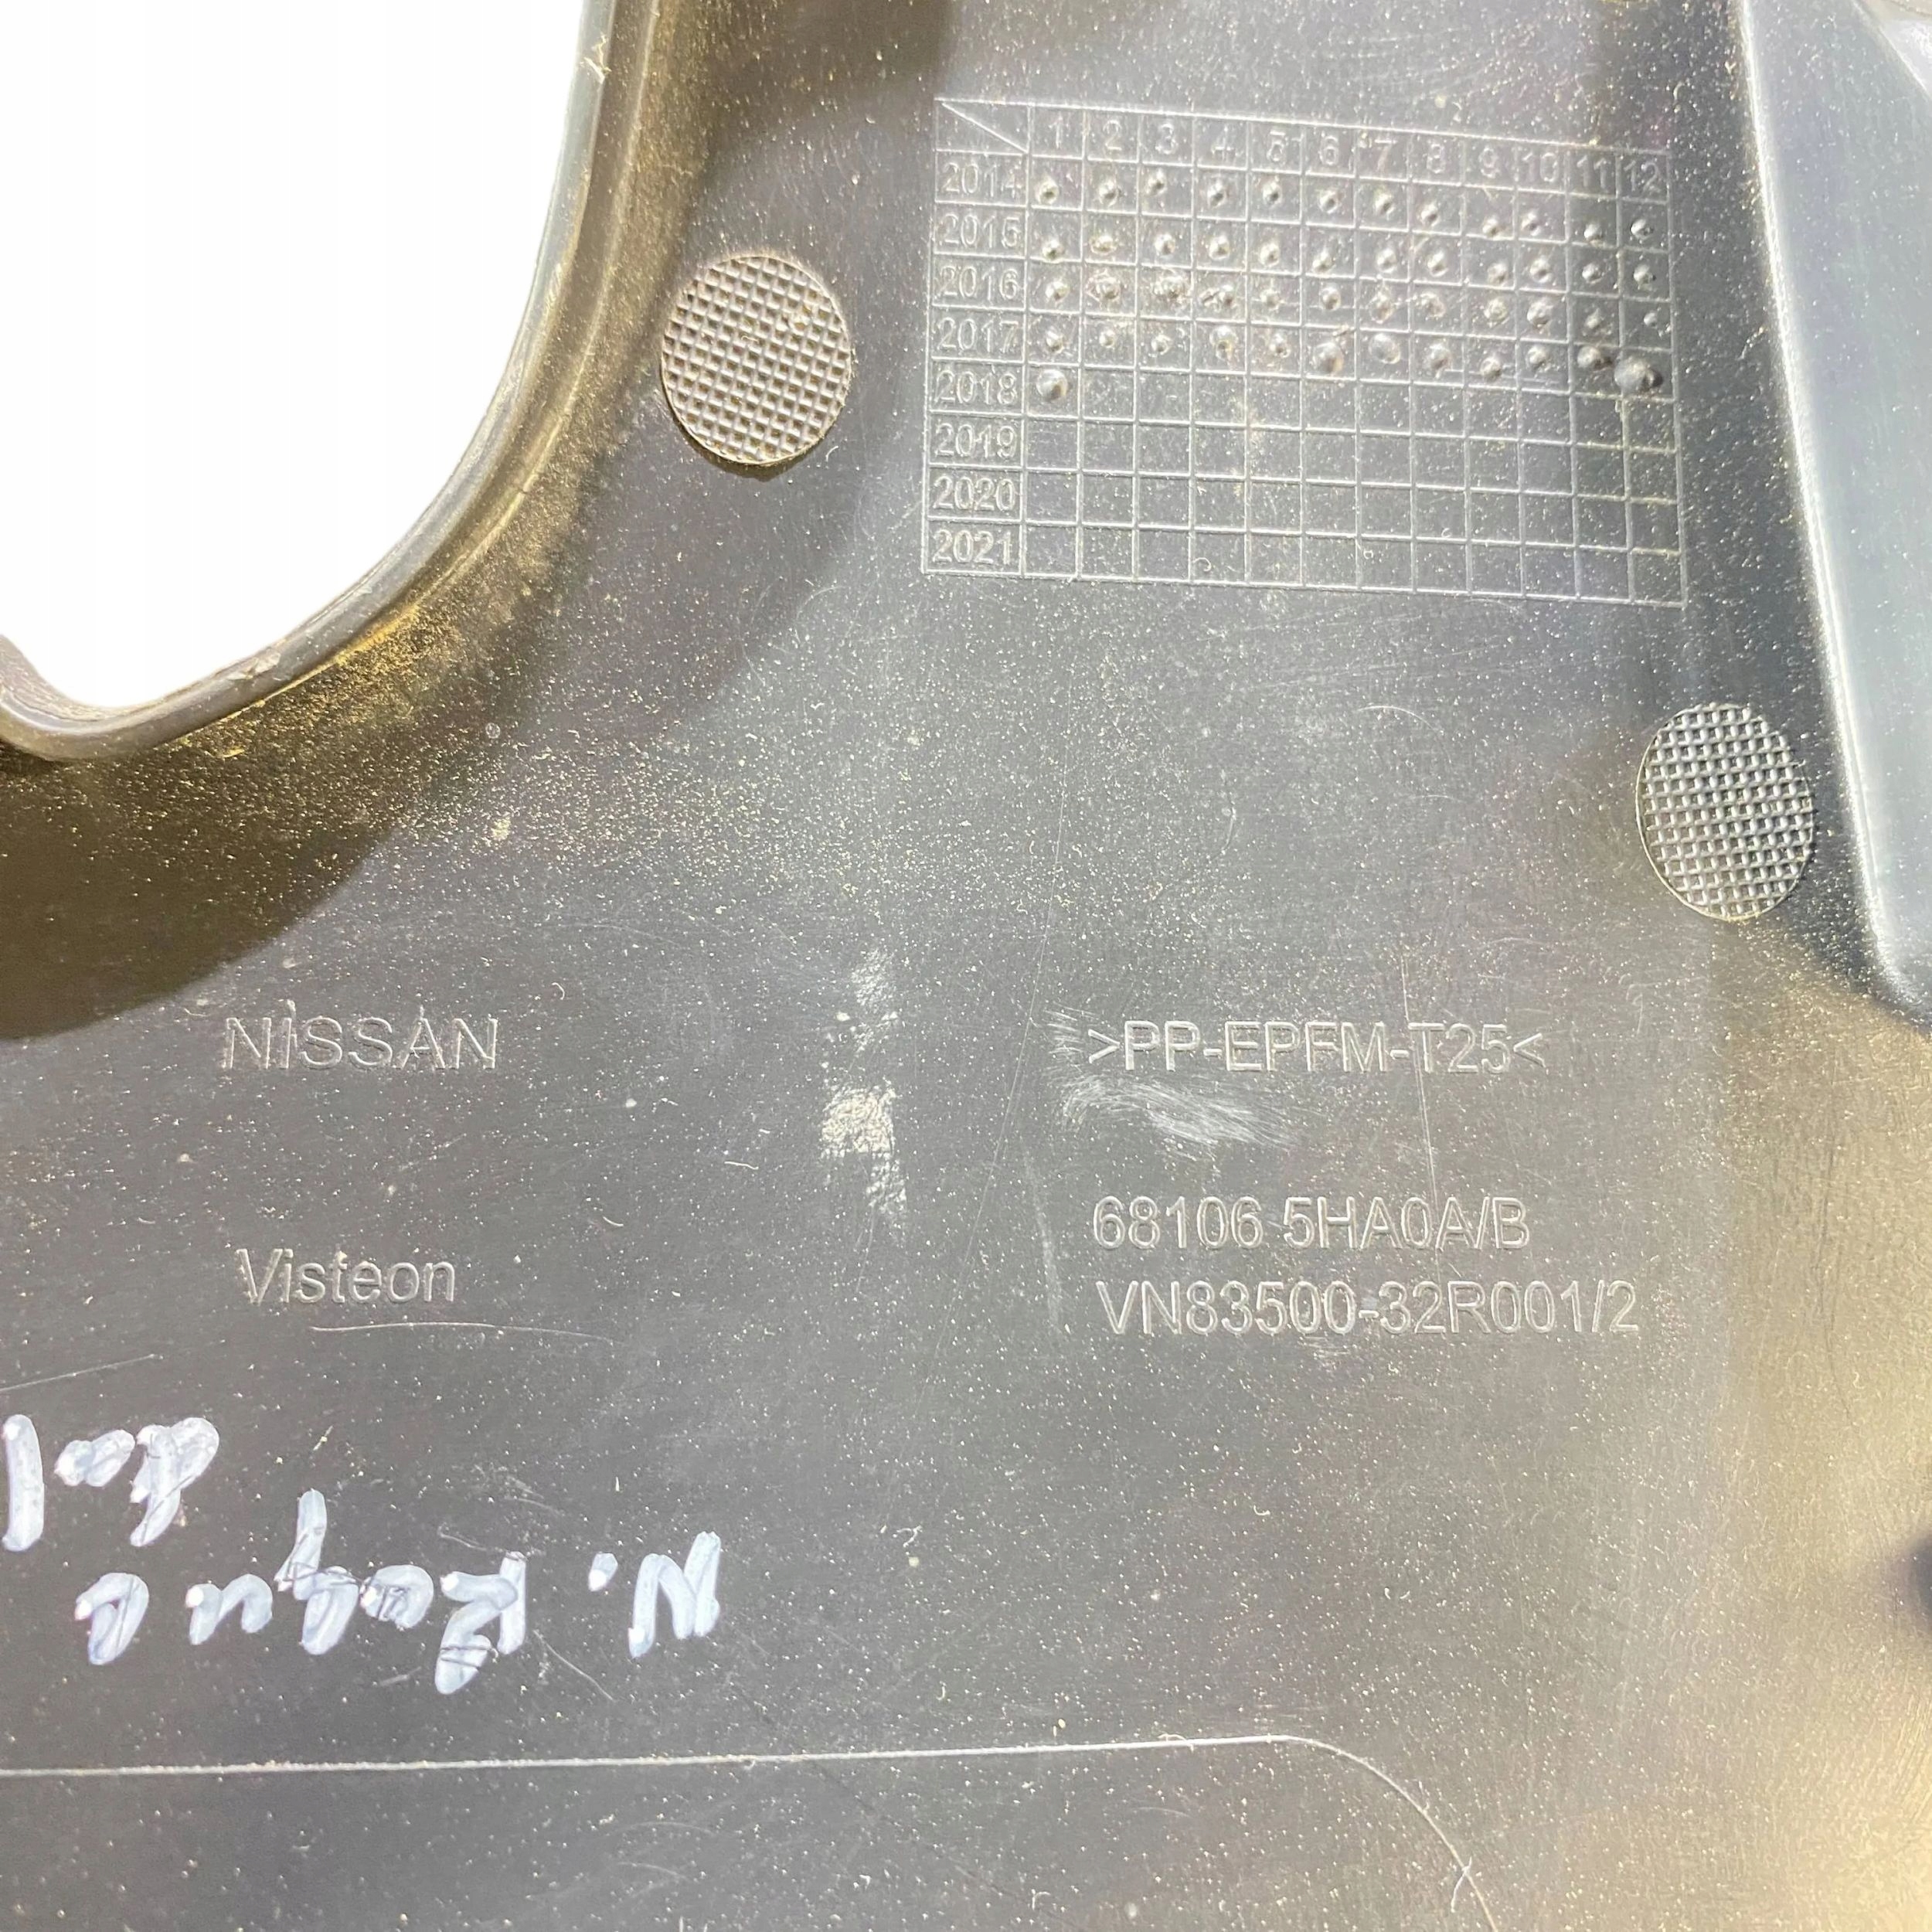 1 2 3 4 5 6 7 8 9 10 11 12
2014
2015
2016
2017
2018
2019
2020
2021
NISSAN
>PP-EPFM-T25<
68106 5HA0A/B
Visteon
VN83500-32R001/2
N. Rogue